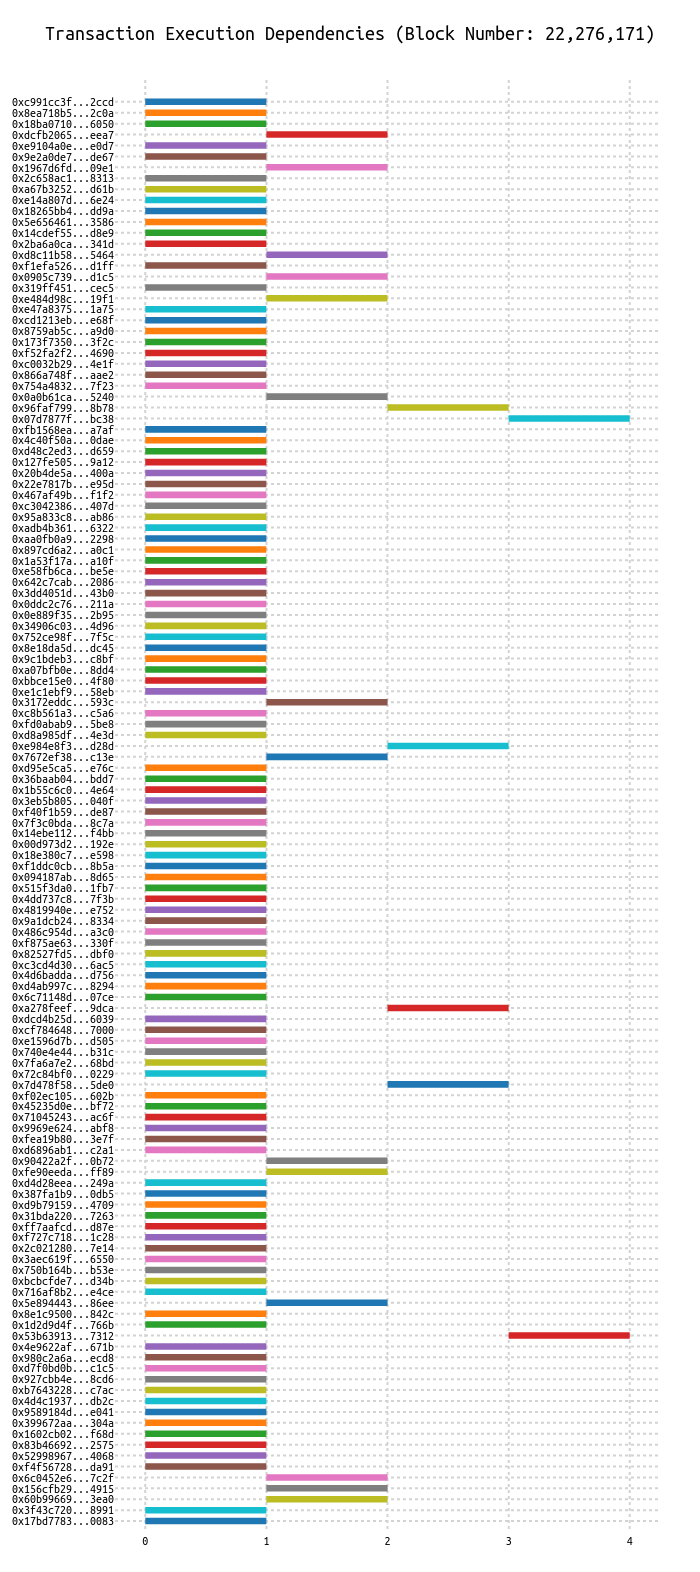 Transaction Execution Dependencies (Block Number: 22,276,171)
0xc991cc3f...2ccd
0x8ea718b5...2c0a
0x18ba0710...6050
0xdcfb2065...eea7
0xe9104a0e...e0d7
0x9e2a0de7...de67
0x1967d6fd...09e1
0x2c658ac1...8313
0xa67b3252...d61b
0xe14a807d...6e24
0x18265bb4...dd9a
0x5e656461...3586
0x14cdef55...d8e9
0x2ba6a0ca...341d
0xd8c11b58...5464
0xf1efa526...d1ff
0x0905c739...d1c5
0x319ff451...cec5
0xe484d98c...19f1
0xe47a8375...1a75
0xcd1213eb...e68f
0x8759ab5c...a9d0
0x173f7350...3f2c
0xf52fa2f2...4690
0xc0032b29...4e1f
0x866a748f...aae2
0x754a4832...7f23
0x0a0b61ca...5240
0x96faf799...8b78
0x07d7877f...bc38
0xfb1568ea...a7af
0x4c40f50a...0dae
0xd48c2ed3...d659
0x127fe505...9a12
0x20b4de5a...400a
0x22e7817b...e95d
0x467af49b...f1f2
0xc3042386...407d
0x95a833c8...ab86
0xadb4b361...6322
0xaa0fb0a9...2298
0x897cd6a2...a0c1
0x1a53f17a...a10f
0xe58fb6ca...be5e
0x642c7cab...2086
0x3dd4051d...43b0
0x0ddc2c76...211a
0x0e889f35...2b95
0x34906c03...4d96
0x752ce98f...7f5c
0x8e18da5d...dc45
0x9c1bdeb3...c8bf
0xa07bfb0e...8dd4
0xbbce15e0...4f80
0xe1c1ebf9...58eb
0x3172eddc...593c
0xc8b561a3...c5a6
0xfd0abab9...5be8
0xd8a985df...4e3d
0xe984e8f3...d28d
0x7672ef38...c13e
0xd95e5ca5...e76c
0x36baab04...bdd7
0x1b55c6c0...4e64
0x3eb5b805...040f
0xf40f1b59...de87
0x7f3c0bda...8c7a
0x14ebe112...f4bb
0x00d973d2...192e
0x18e380c7...e598
0xf1ddc0cb...8b5a
0x094187ab...8d65
0x515f3da0...1fb7
0x4dd737c8...7f3b
0x4819940e...e752
0x9a1dcb24...8334
0x486c954d...a3c0
0xf875ae63...330f
0x82527fd5...dbf0
0xc3cd4d30...6ac5
0x4d6badda...d756
0xd4ab997c...8294
0x6c71148d...07ce
0xa278feef...9dca
0xdcd4b25d...6039
0xcf784648...7000
0xe1596d7b...d505
0x740e4e44...b31c
0x7fa6a7e2...68bd
0x72c84bf0...0229
0x7d478f58...5de0
0xf02ec105...602b
0x45235d0e...bf72
0x71045243...ac6f
0x9969e624...abf8
0xfea19b80...3e7f
0xd6896ab1...c2a1
0x90422a2f...0b72
0xfe90eeda...ff89
0xd4d28eea...249a
0x387fa1b9...0db5
0xd9b79159...4709
0x31bda220...7263
0xff7aafcd...d87e
0xf727c718...1c28
0x2c021280...7e14
0x3aec619f...6550
0x750b164b...b53e
0xbcbcfde7...d34b
0x716af8b2...e4ce
0x5e894443...86ee
0x8e1c9500...842c
0x1d2d9d4f...766b
0x53b63913...7312
0x4e9622af...671b
0x980c2a6a...ecd8
0xd7f0bd0b...c1c5
0x927cbb4e...8cd6
0xb7643228...c7ac
0x4d4c1937...db2c
0x9589184d...e041
0x399672aa...304a
0x1602cb02...f68d
0x83b46692...2575
0x52998967...4068
0xf4f56728...da91
0x6c0452e6...7c2f
0x156cfb29...4915
0x60b99669...3ea0
0x3f43c720...8991
0x17bd7783...0083
0 1 2 3 4